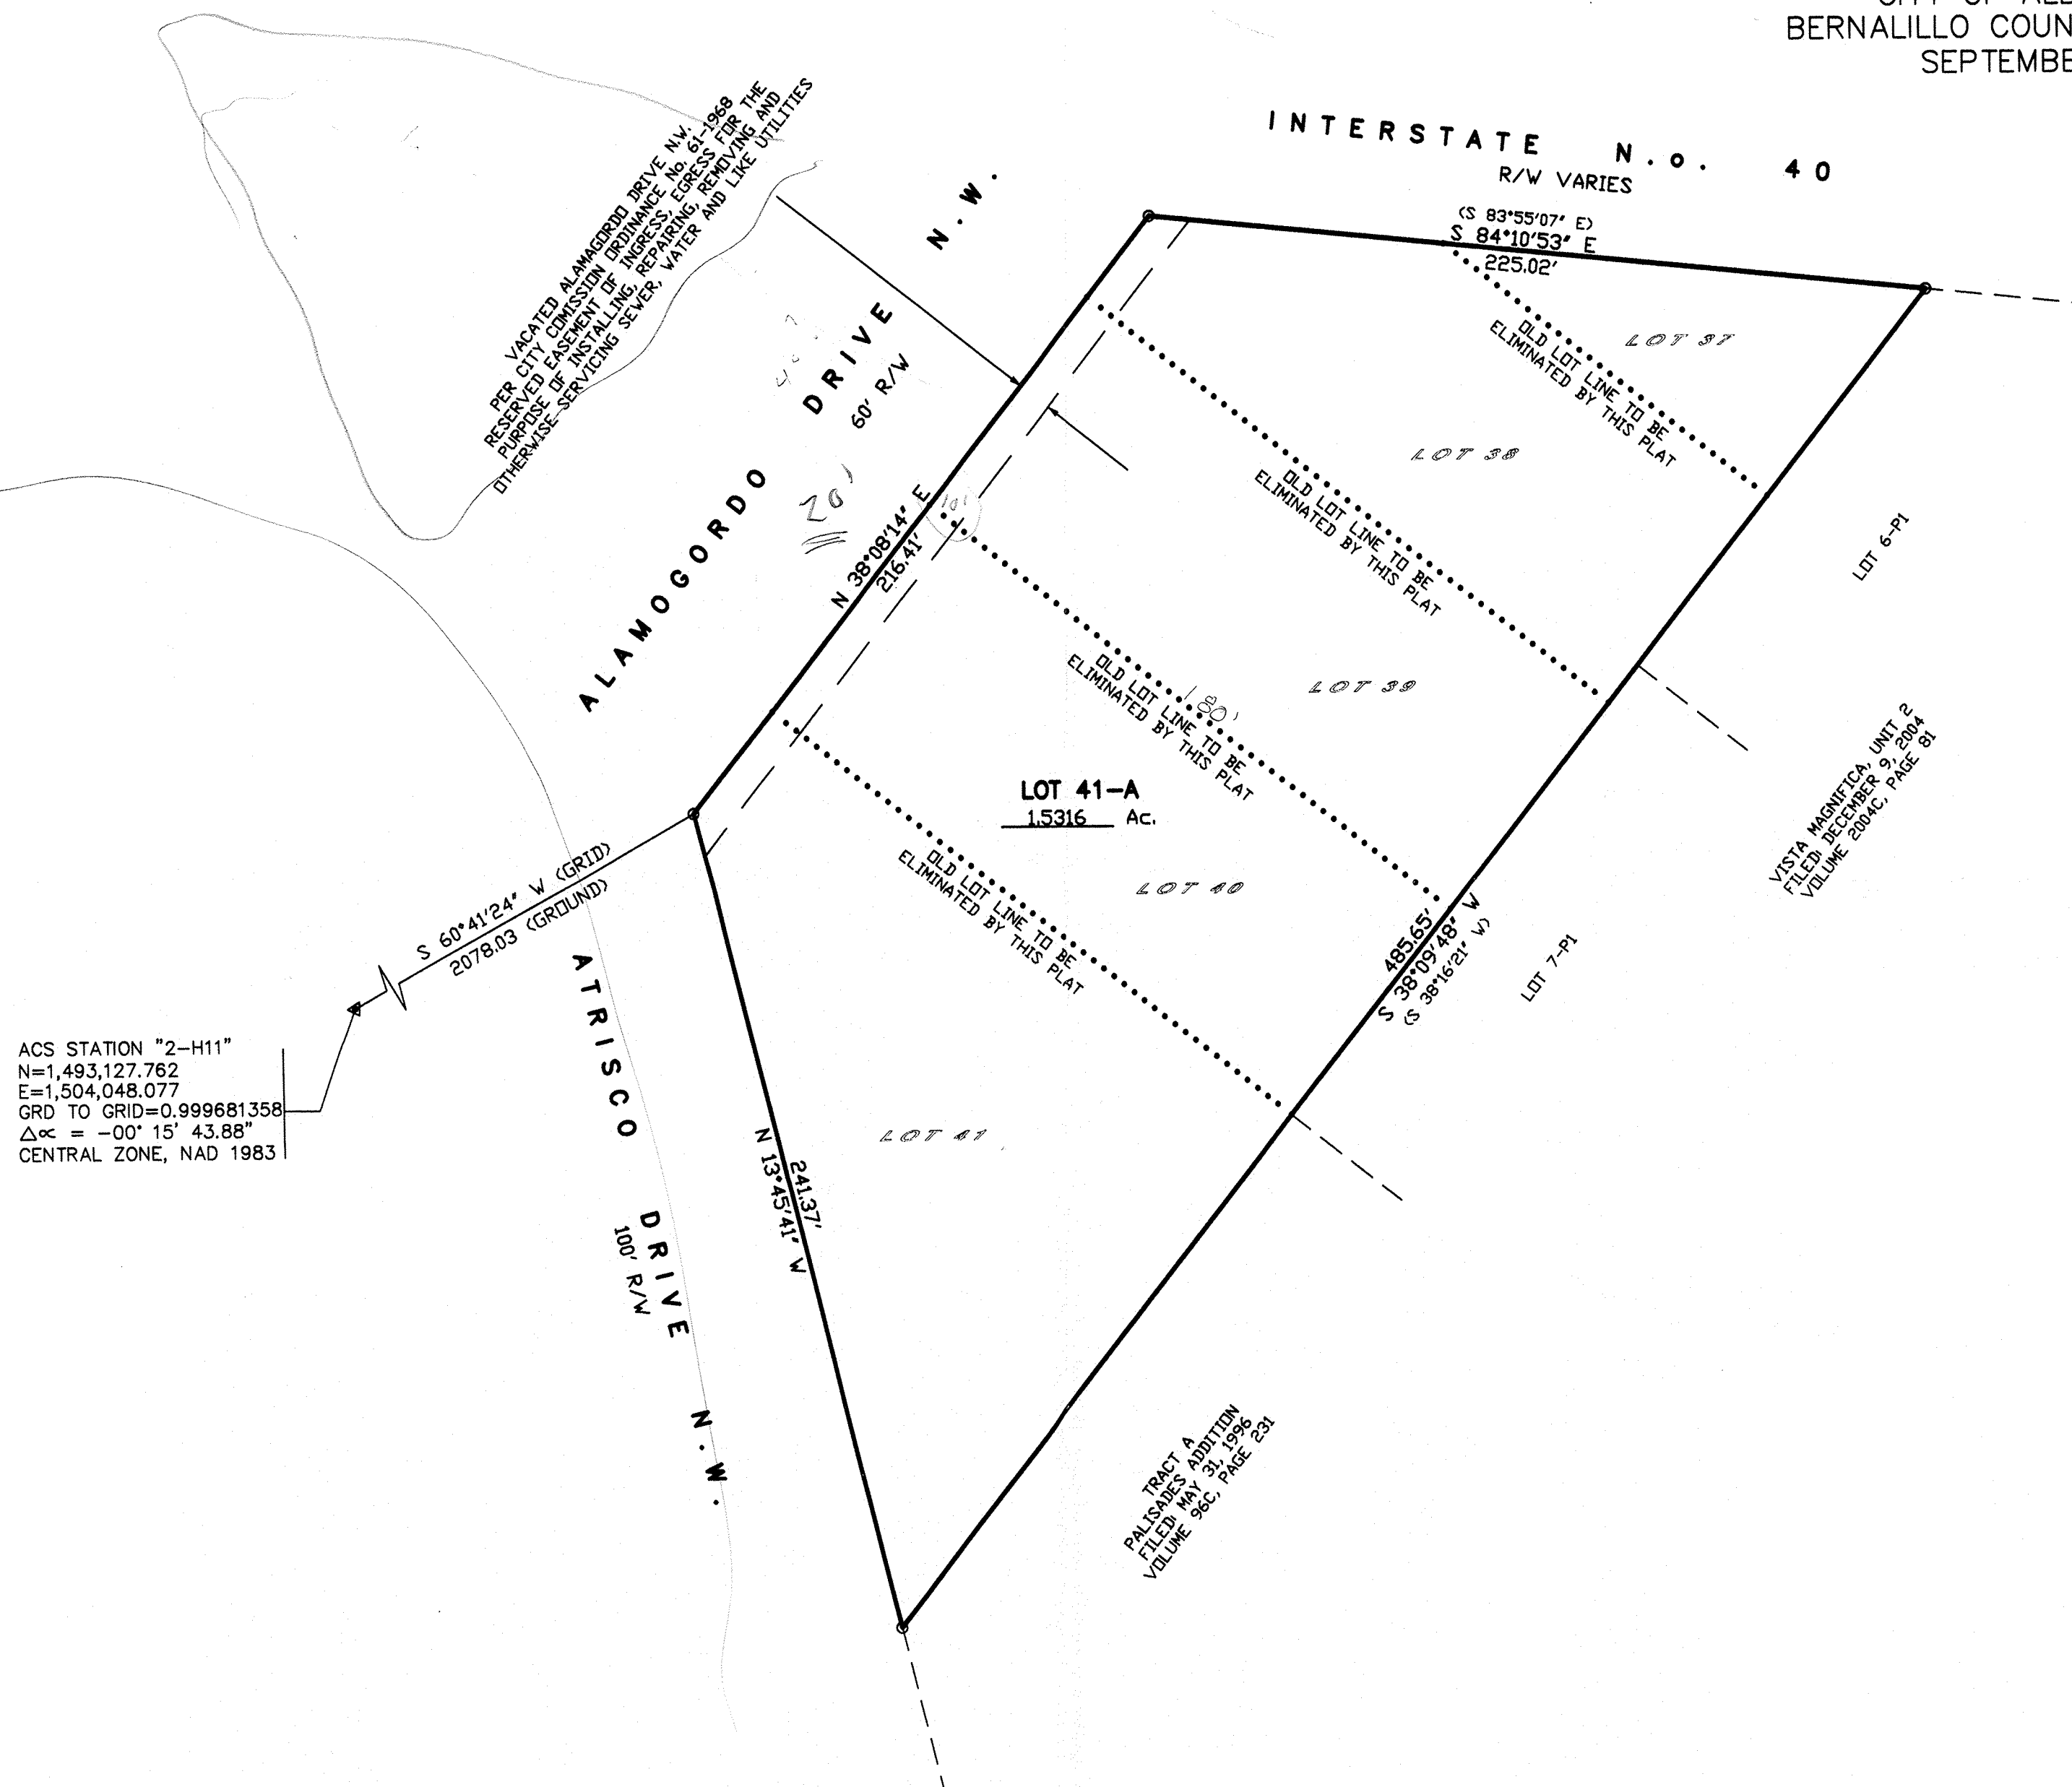 BERNALILLO COUN
SEPTEMBE
INTERSTATE N.o. 40
R/W VARIES
(S 83°55'07" E)
S 84°10'53" E
225.02'
VACATED ALAMAGORDO DRIVE N.W.
PER CITY COMISSION ORDINANCE No. 61-1968
RESERVED EASEMENT OF INGRESS, EGRESS FOR THE
PURPOSE OF INSTALLING, REPAIRING, REMOVING AND
OTHERWISE SERVICING SEWER, WATER AND LIKE UTILITIES
ALAMOGORDO DRIVE N.W.
60' R/W
20'
10'
N 38°08'14" E
216.41'
OLD LOT LINE TO BE
ELIMINATED BY THIS PLAT
LOT 37
OLD LOT LINE TO BE
ELIMINATED BY THIS PLAT
LOT 38
OLD LOT LINE TO BE
ELIMINATED BY THIS PLAT
180'
LOT 39
LOT 41-A
1.5316 Ac.
OLD LOT LINE TO BE
ELIMINATED BY THIS PLAT
LOT 40
LOT 41
LOT 6-P1
VISTA MAGNIFICA, UNIT 2
FILED: DECEMBER 9, 2004
VOLUME 2004C, PAGE 81
LOT 7-P1
485.65'
S 38°09'48" W
(S 38°16'21" W)
S 60°41'24" W (GRID)
2078.03 (GROUND)
ACS STATION "2-H11"
N=1,493,127.762
E=1,504,048.077
GRD TO GRID=0.999681358
Δ∝ = -00° 15' 43.88"
CENTRAL ZONE, NAD 1983
ATRISCO DRIVE N.W.
100' R/W
241.37'
N 13°45'41" W
TRACT A
PALISADES ADDITION
FILED: MAY 31, 1996
VOLUME 96C, PAGE 231